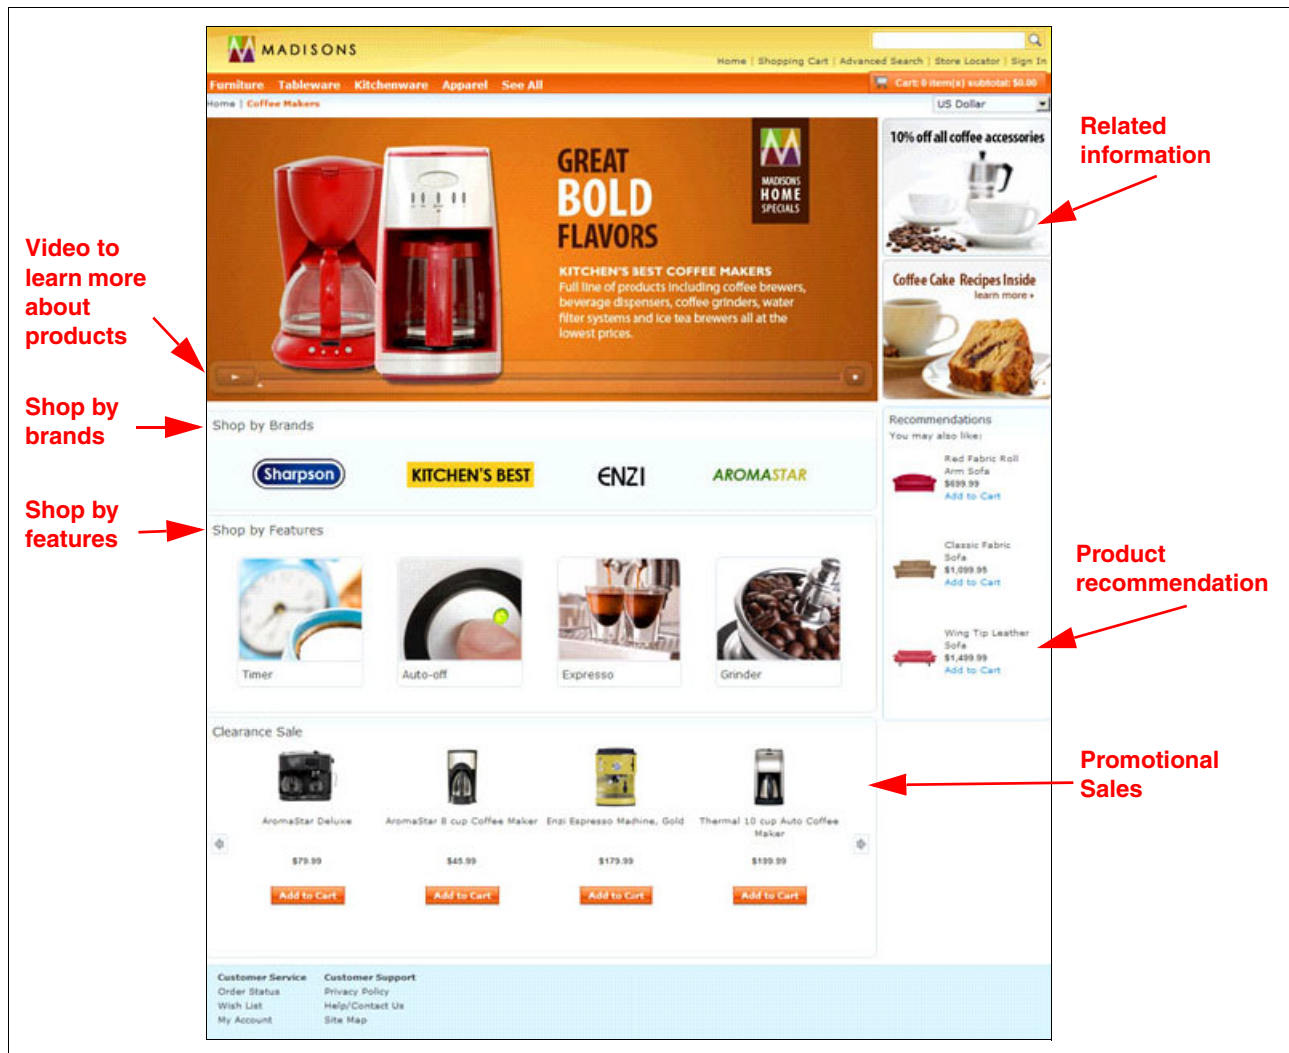 MADISONS
Home | Shopping Cart | Advanced Search | Store Locator | Sign In
Furniture Tableware Kitchenware Apparel See All
Cart: 0 item(s) subtotal: $0.00
Home | Coffee Makers
US Dollar
GREAT
BOLD
FLAVORS
MADISONS
HOME
SPECIALS
KITCHEN'S BEST COFFEE MAKERS
Full line of products including coffee brewers,
beverage dispensers, coffee grinders, water
filter systems and ice tea brewers all at the
lowest prices.
10% off all coffee accessories
Coffee Cake Recipes Inside
learn more
Related
information
Video to
learn more
about
products
Shop by
brands
Shop by Brands
Sharpson
KITCHEN'S BEST
ENZI
AROMASTAR
Recommendations
You may also like:
Red Fabric Roll
Arm Sofa
$699.99
Add to Cart
Classic Fabric
Sofa
$1,099.95
Add to Cart
Wing Tip Leather
Sofa
$1,499.99
Add to Cart
Product
recommendation
Shop by
features
Shop by Features
Timer
Auto-off
Expresso
Grinder
Clearance Sale
AromaStar Deluxe
AromaStar 8 cup Coffee Maker
Enzi Espresso Machine, Gold
Thermal 10 cup Auto Coffee
Maker
$79.99
$45.99
$179.99
$199.99
Add to Cart
Add to Cart
Add to Cart
Add to Cart
Promotional
Sales
Customer Service
Order Status
Wish List
My Account
Customer Support
Privacy Policy
Help/Contact Us
Site Map